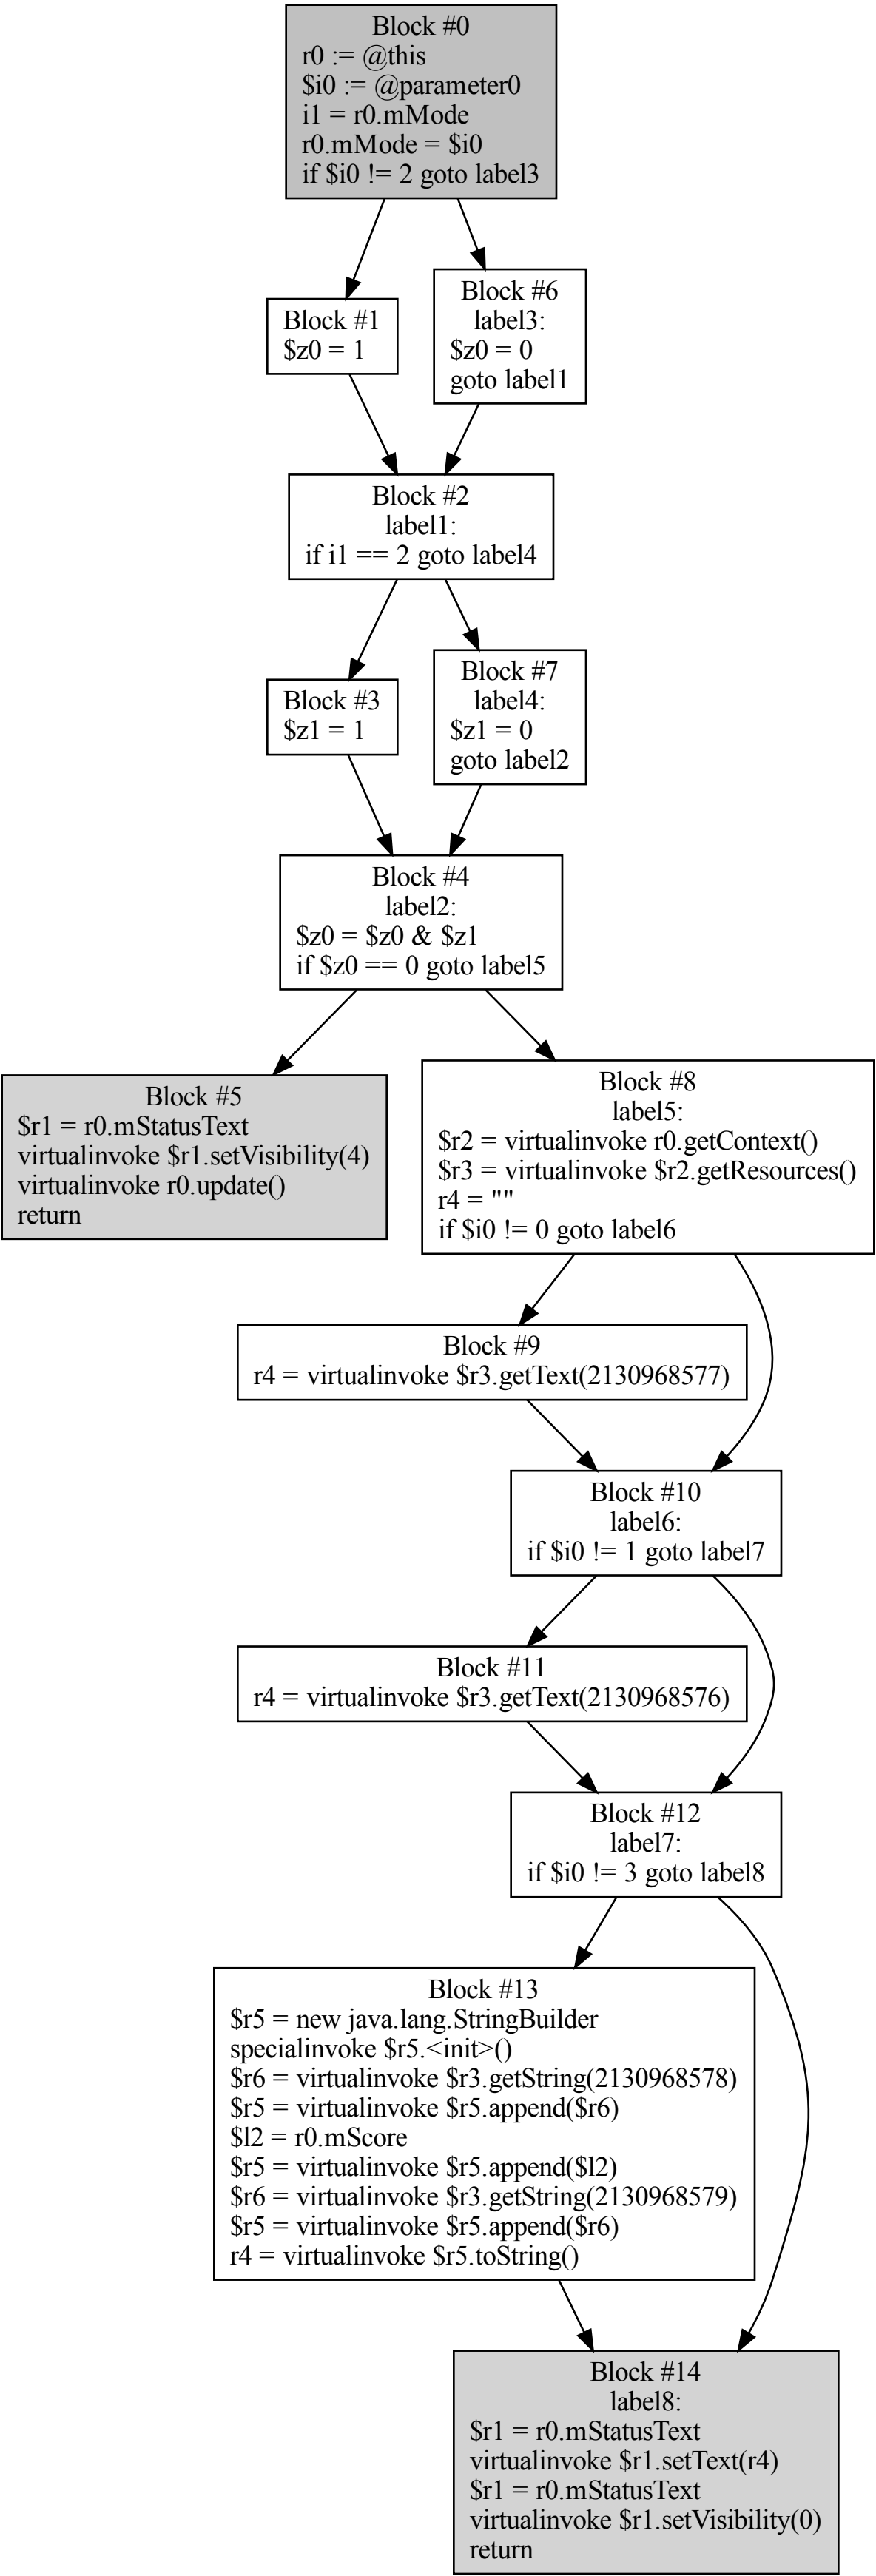 Block #0
r0 := @this
$i0 := @parameter0
i1 = r0.mMode
r0.mMode = $i0
if $i0 != 2 goto label3
Block #1
$z0 = 1
Block #6
label3:
$z0 = 0
goto label1
Block #2
label1:
if i1 == 2 goto label4
Block #3
$z1 = 1
Block #7
label4:
$z1 = 0
goto label2
Block #4
label2:
$z0 = $z0 & $z1
if $z0 == 0 goto label5
Block #5
$r1 = r0.mStatusText
virtualinvoke $r1.setVisibility(4)
virtualinvoke r0.update()
return
Block #8
label5:
$r2 = virtualinvoke r0.getContext()
$r3 = virtualinvoke $r2.getResources()
r4 = ""
if $i0 != 0 goto label6
Block #9
r4 = virtualinvoke $r3.getText(2130968577)
Block #10
label6:
if $i0 != 1 goto label7
Block #11
r4 = virtualinvoke $r3.getText(2130968576)
Block #12
label7:
if $i0 != 3 goto label8
Block #13
$r5 = new java.lang.StringBuilder
specialinvoke $r5.<init>()
$r6 = virtualinvoke $r3.getString(2130968578)
$r5 = virtualinvoke $r5.append($r6)
$l2 = r0.mScore
$r5 = virtualinvoke $r5.append($l2)
$r6 = virtualinvoke $r3.getString(2130968579)
$r5 = virtualinvoke $r5.append($r6)
r4 = virtualinvoke $r5.toString()
Block #14
label8:
$r1 = r0.mStatusText
virtualinvoke $r1.setText(r4)
$r1 = r0.mStatusText
virtualinvoke $r1.setVisibility(0)
return